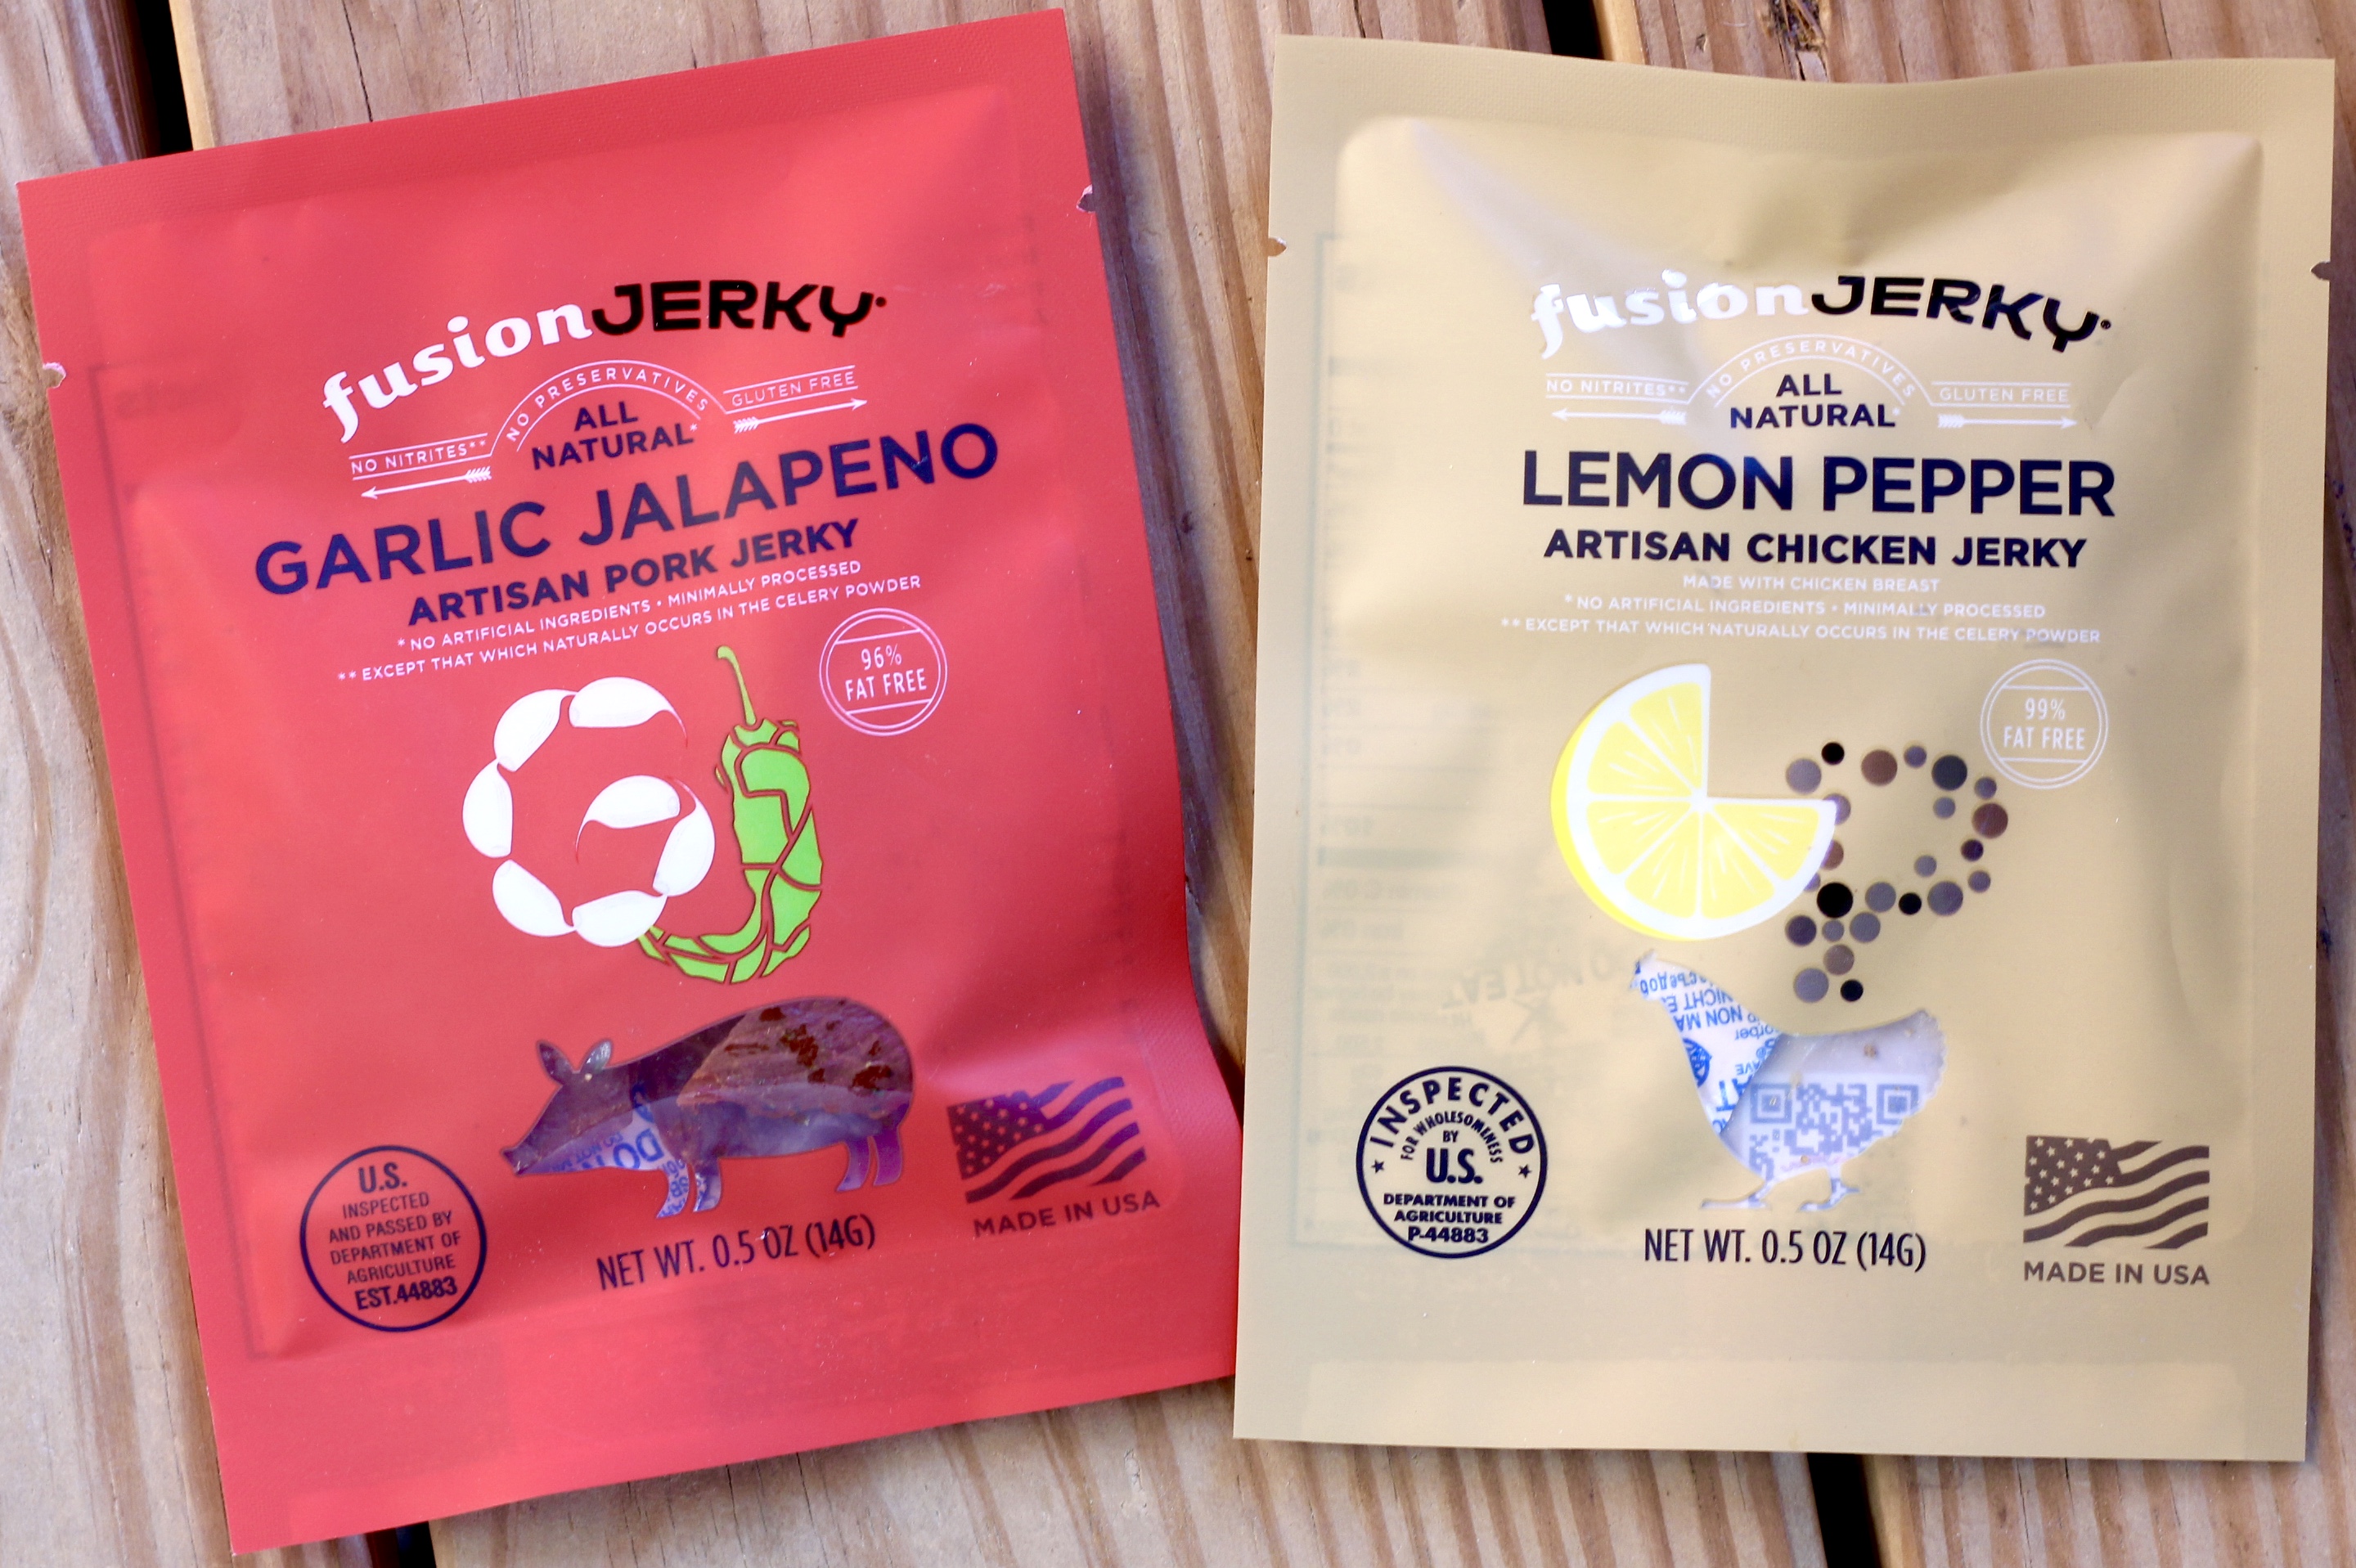 fusionJERKY®
NO PRESERVATIVES
NO NITRITES**
ALL
NATURAL*
GLUTEN FREE
GARLIC JALAPENO
ARTISAN PORK JERKY
*NO ARTIFICIAL INGREDIENTS • MINIMALLY PROCESSED
**EXCEPT THAT WHICH NATURALLY OCCURS IN THE CELERY POWDER
96%
FAT FREE
U.S.
INSPECTED
AND PASSED BY
DEPARTMENT OF
AGRICULTURE
EST.44883
NET WT. 0.5 OZ (14G)
MADE IN USA
fusionJERKY®
NO PRESERVATIVES
NO NITRITES**
ALL
NATURAL*
GLUTEN FREE
LEMON PEPPER
ARTISAN CHICKEN JERKY
MADE WITH CHICKEN BREAST
*NO ARTIFICIAL INGREDIENTS • MINIMALLY PROCESSED
**EXCEPT THAT WHICH NATURALLY OCCURS IN THE CELERY POWDER
99%
FAT FREE
DO NOT EAT
INSPECTED
FOR WHOLESOMENESS
BY
U.S.
DEPARTMENT OF
AGRICULTURE
P-44883
NET WT. 0.5 OZ (14G)
MADE IN USA